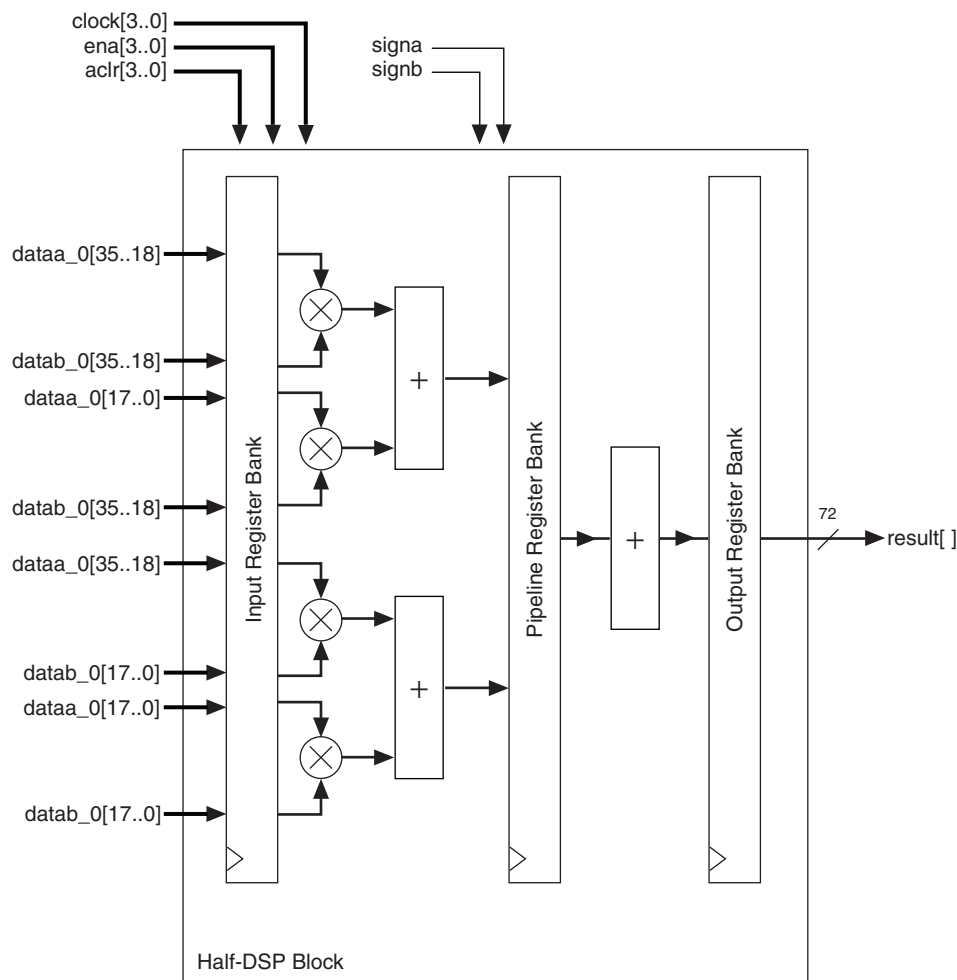 clock[3..0]
ena[3..0]
aclr[3..0]
signa
signb
dataa_0[35..18]
datab_0[35..18]
dataa_0[17..0]
datab_0[35..18]
dataa_0[35..18]
datab_0[17..0]
dataa_0[17..0]
datab_0[17..0]
Input Register Bank
+
+
Pipeline Register Bank
+
Output Register Bank
72
result[ ]
Half-DSP Block